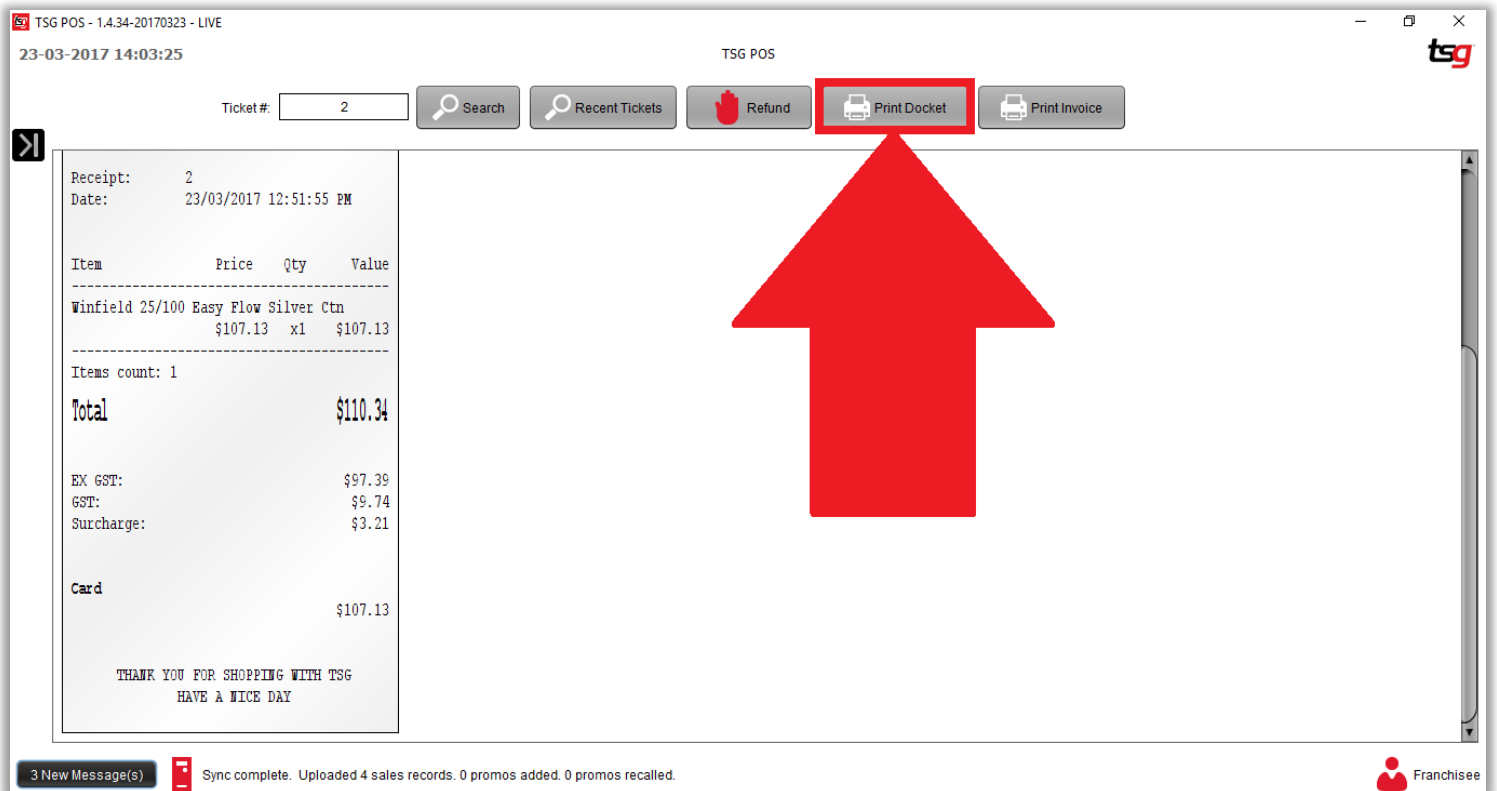 TSG POS - 1.4.34-20170323 - LIVE
23-03-2017 14:03:25
TSG POS
tsg
Ticket #: 2 Search Recent Tickets Refund Print Docket Print Invoice
Receipt: 2
Date: 23/03/2017 12:51:55 PM
Item Price Qty Value
----------------------------------------
Winfield 25/100 Easy Flow Silver Ctn
$107.13 x1 $107.13
----------------------------------------
Items count: 1
Total $110.34
EX GST: $97.39
GST: $9.74
Surcharge: $3.21
Card
$107.13
THANK YOU FOR SHOPPING WITH TSG
HAVE A NICE DAY
3 New Message(s) Sync complete. Uploaded 4 sales records. 0 promos added. 0 promos recalled. Franchisee